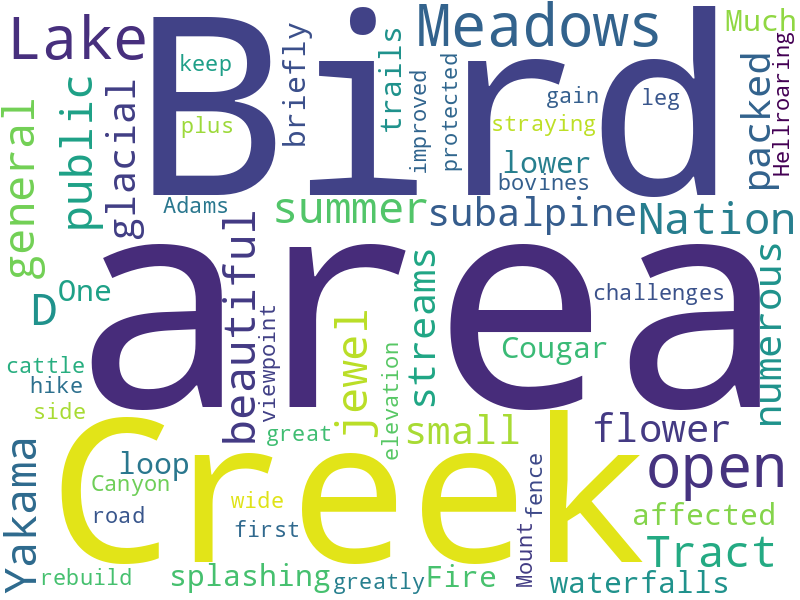 Lake
Bird
Meadows
Much
keep
briefly
trails
improved
protected
gain
leg
Hellroaring
general
public
glacial
plus
straying
packed
lower
bovines
Adams
summer
subalpine
Nation
beautiful
area
D
One
viewpoint
jewel
streams
challenges
numerous
Cougar
cattle
hike
side
elevation
great
small
flower
Creek
open
Yakama
loop
Canyon
road
wide
first
fence
affected
Mount
Tract
rebuild
splashing
greatly
Fire
waterfalls